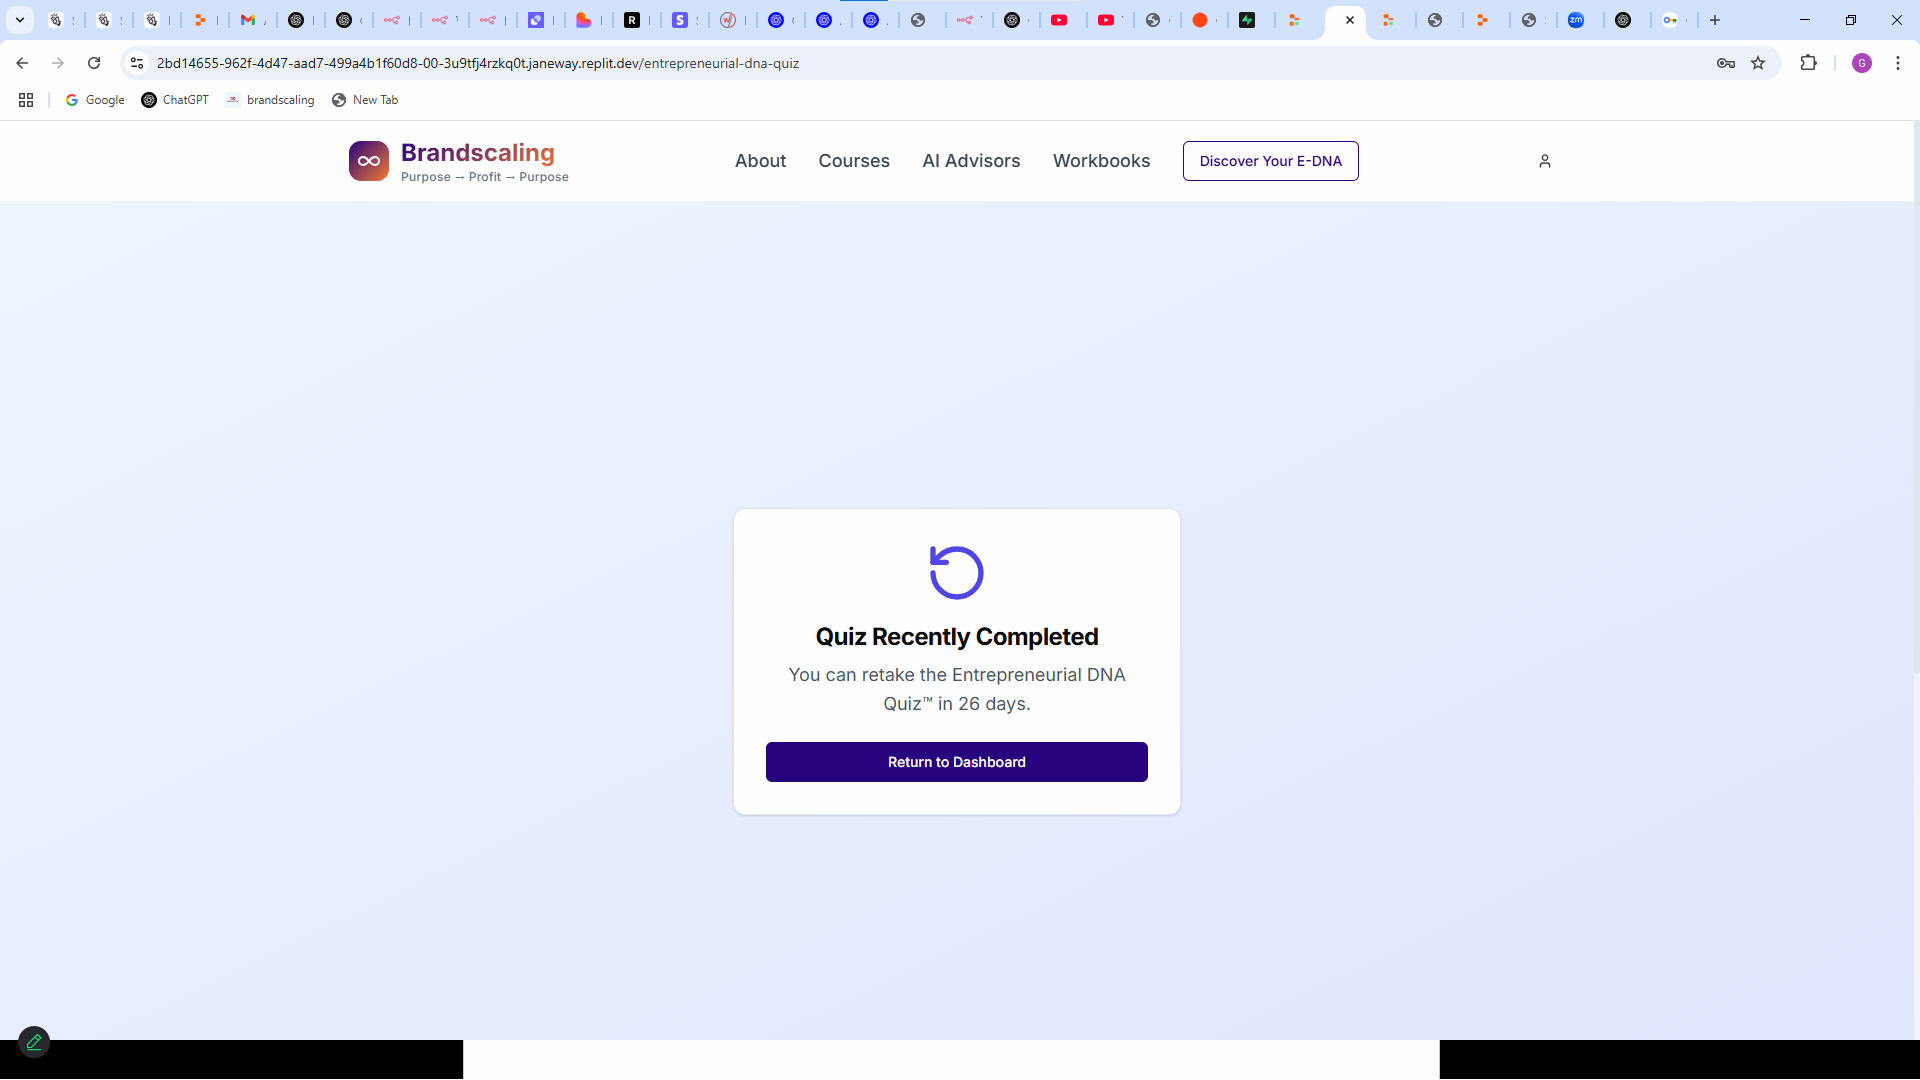 2bd14655-962f-4d47-aad7-499a4b1f60d8-00-3u9tfj4rzkq0t.janeway.replit.dev/entrepreneurial-dna-quiz
G
Google
ChatGPT
brandscaling
New Tab
Brandscaling
Purpose → Profit → Purpose
About
Courses
AI Advisors
Workbooks
Discover Your E-DNA
Quiz Recently Completed
You can retake the Entrepreneurial DNA
Quiz™ in 26 days.
Return to Dashboard